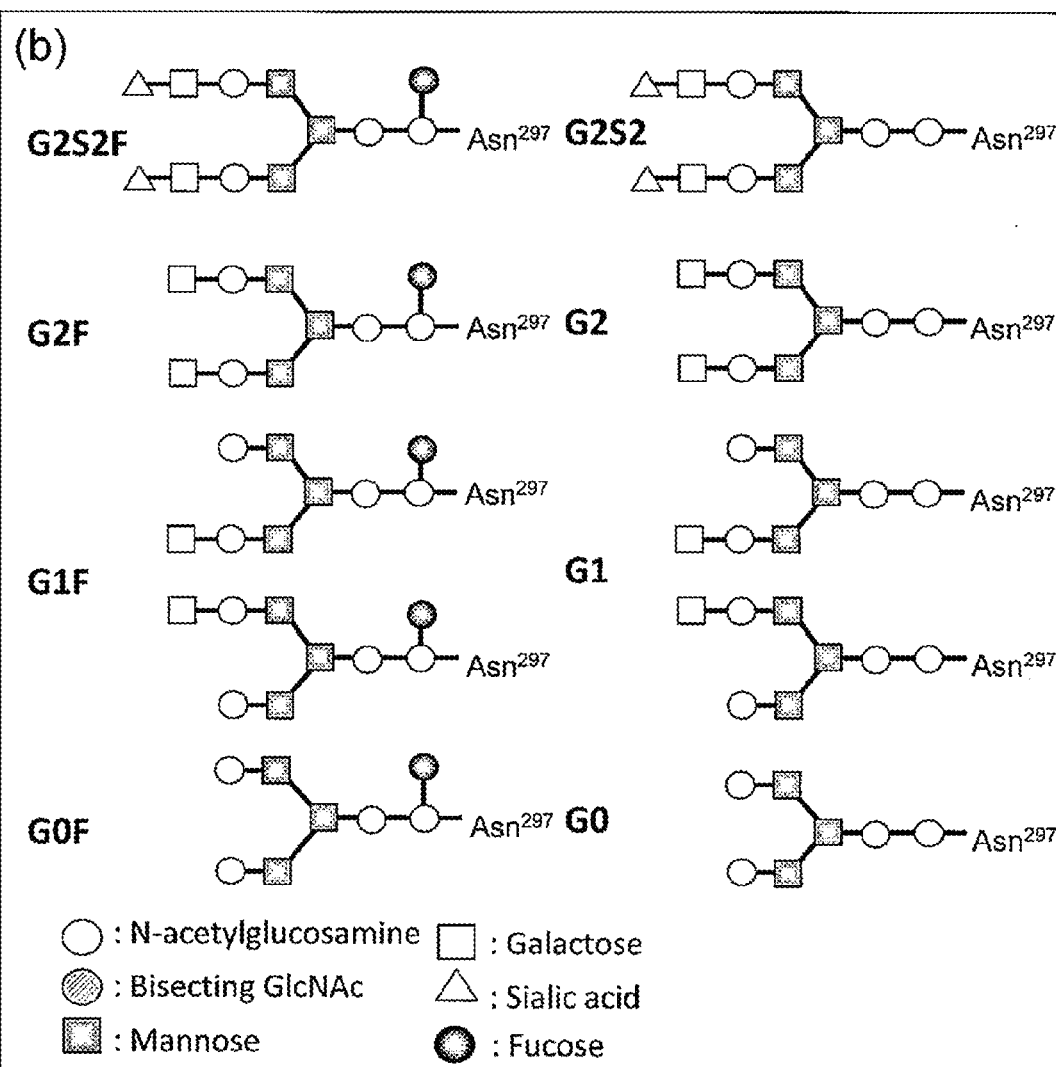 (b)
G2S2F
Asn297
G2S2
Asn297
G2F
Asn297
G2
Asn297
G1F
Asn297
Asn297
G1
Asn297
Asn297
G0F
Asn297
G0
Asn297
: N-acetylglucosamine
: Galactose
: Bisecting GlcNAc
: Sialic acid
: Mannose
: Fucose